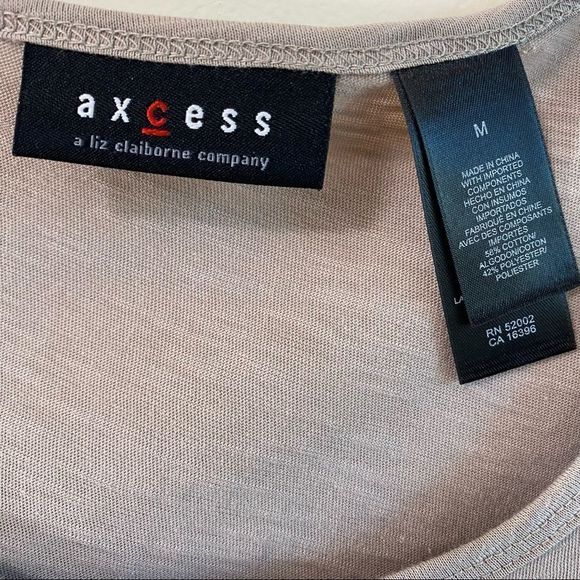 axcess
a liz claiborne company
M
MADE IN CHINA
WITH IMPORTED
COMPONENTS
HECHO EN CHINA
CON INSUMOS
IMPORTADOS
FABRIQUÉ EN CHINE
AVEC DES COMPOSANTS
IMPORTÉS
58% COTTON/
ALGODON/COTON
42% POLYESTER/
POLIESTER
RN 52002
CA 16396